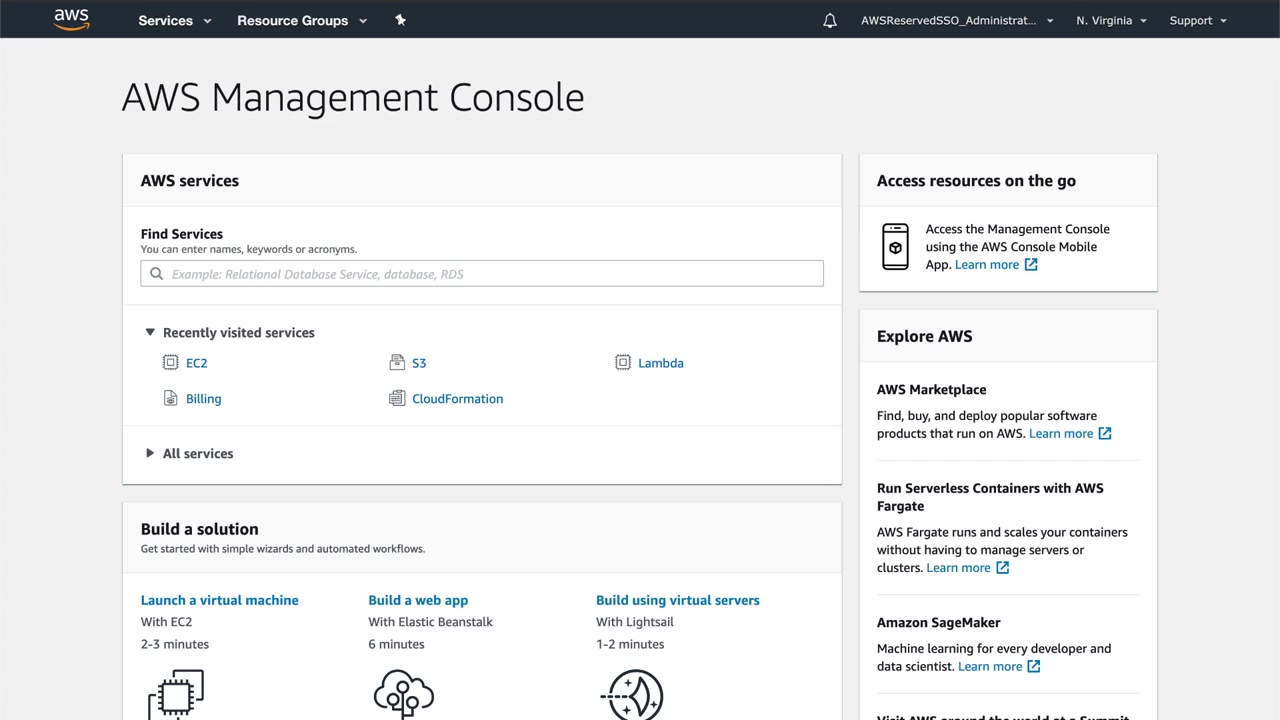 aws
Services
Resource Groups
AWSReservedSSO_Administrat...
N. Virginia
Support
AWS Management Console
AWS services
Find Services
You can enter names, keywords or acronyms.
Example: Relational Database Service, database, RDS
Recently visited services
EC2
S3
Lambda
Billing
CloudFormation
All services
Build a solution
Get started with simple wizards and automated workflows.
Launch a virtual machine
With EC2
2-3 minutes
Build a web app
With Elastic Beanstalk
6 minutes
Build using virtual servers
With Lightsail
1-2 minutes
Access resources on the go
Access the Management Console
using the AWS Console Mobile
App. Learn more
Explore AWS
AWS Marketplace
Find, buy, and deploy popular software
products that run on AWS. Learn more
Run Serverless Containers with AWS
Fargate
AWS Fargate runs and scales your containers
without having to manage servers or
clusters. Learn more
Amazon SageMaker
Machine learning for every developer and
data scientist. Learn more
Visit AWS around the world at a Summit